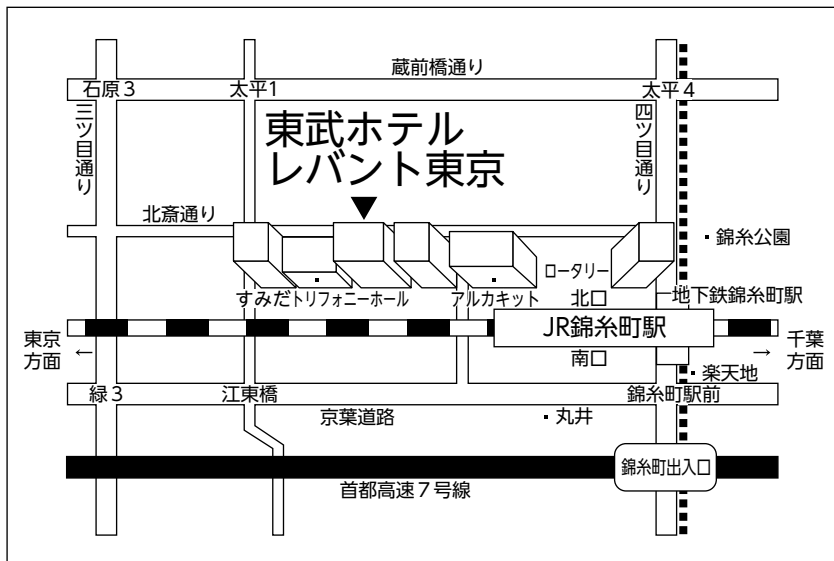 蔵前橋通り
石原3
太平1
太平4
三ツ目通り
東武ホテル
レバント東京
四ツ目通り
北斎通り
錦糸公園
ロータリー
すみだトリフォニーホール
アルカキット
北口
地下鉄錦糸町駅
JR錦糸町駅
東京
方面
←
千葉
方面
→
南口
楽天地
緑3
江東橋
錦糸町駅前
京葉道路
丸井
錦糸町出入口
首都高速7号線